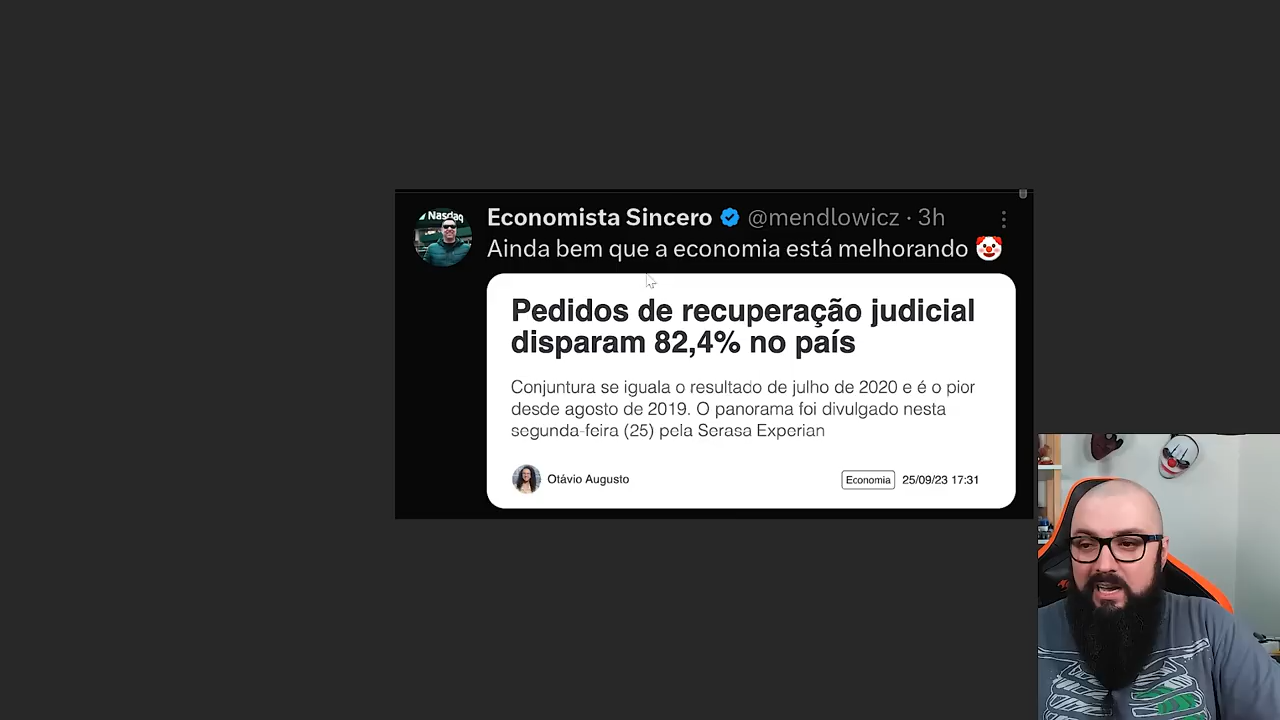 Nasdaq
Economista Sincero @mendlowicz · 3h
Ainda bem que a economia está melhorando 🤡
Pedidos de recuperação judicial
disparam 82,4% no país
Conjuntura se iguala o resultado de julho de 2020 e é o pior
desde agosto de 2019. O panorama foi divulgado nesta
segunda-feira (25) pela Serasa Experian
Otávio Augusto
Economia 25/09/23 17:31